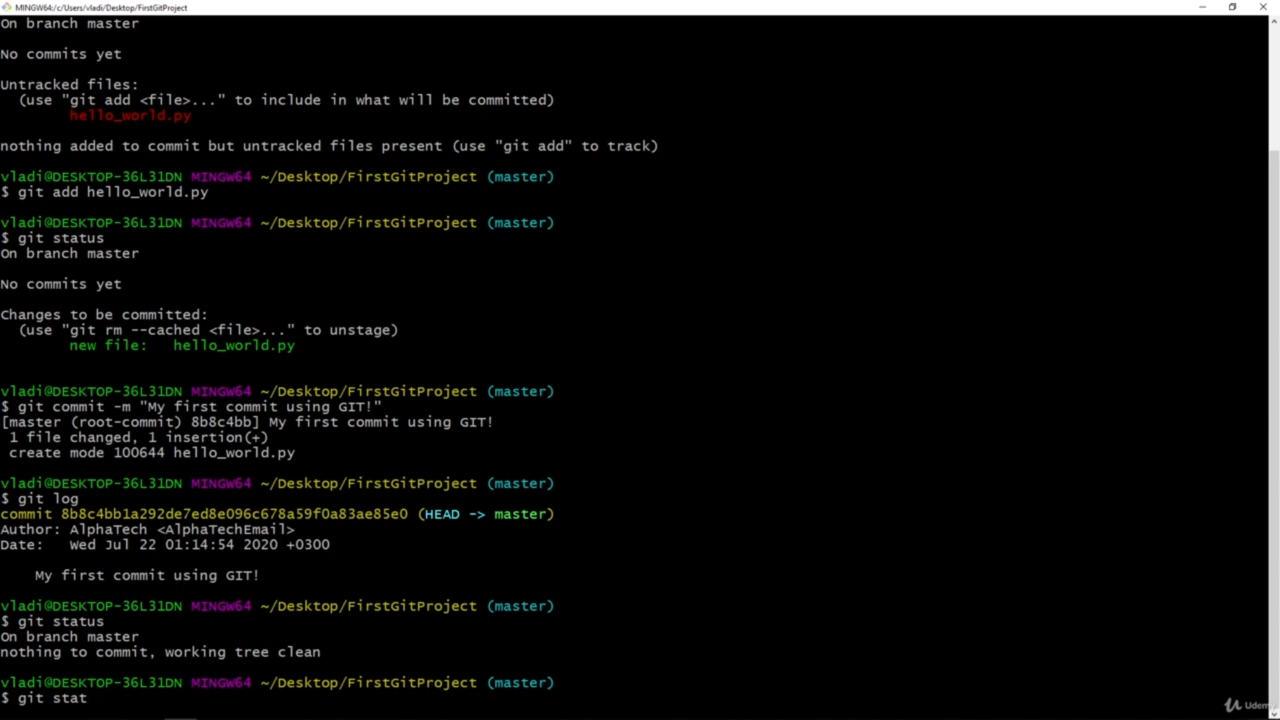 MINGW64:/c/Users/vladi/Desktop/FirstGitProject
On branch master
No commits yet
Untracked files:
  (use "git add <file>..." to include in what will be committed)
        hello_world.py
nothing added to commit but untracked files present (use "git add" to track)
vladi@DESKTOP-36L31DN MINGW64 ~/Desktop/FirstGitProject (master)
$ git add hello_world.py
vladi@DESKTOP-36L31DN MINGW64 ~/Desktop/FirstGitProject (master)
$ git status
On branch master
No commits yet
Changes to be committed:
  (use "git rm --cached <file>..." to unstage)
        new file:   hello_world.py
vladi@DESKTOP-36L31DN MINGW64 ~/Desktop/FirstGitProject (master)
$ git commit -m "My first commit using GIT!"
[master (root-commit) 8b8c4bb] My first commit using GIT!
 1 file changed, 1 insertion(+)
 create mode 100644 hello_world.py
vladi@DESKTOP-36L31DN MINGW64 ~/Desktop/FirstGitProject (master)
$ git log
commit 8b8c4bb1a292de7ed8e096c678a59f0a83ae85e0 (HEAD -> master)
Author: AlphaTech <AlphaTechEmail>
Date:   Wed Jul 22 01:14:54 2020 +0300
    My first commit using GIT!
vladi@DESKTOP-36L31DN MINGW64 ~/Desktop/FirstGitProject (master)
$ git status
On branch master
nothing to commit, working tree clean
vladi@DESKTOP-36L31DN MINGW64 ~/Desktop/FirstGitProject (master)
$ git stat